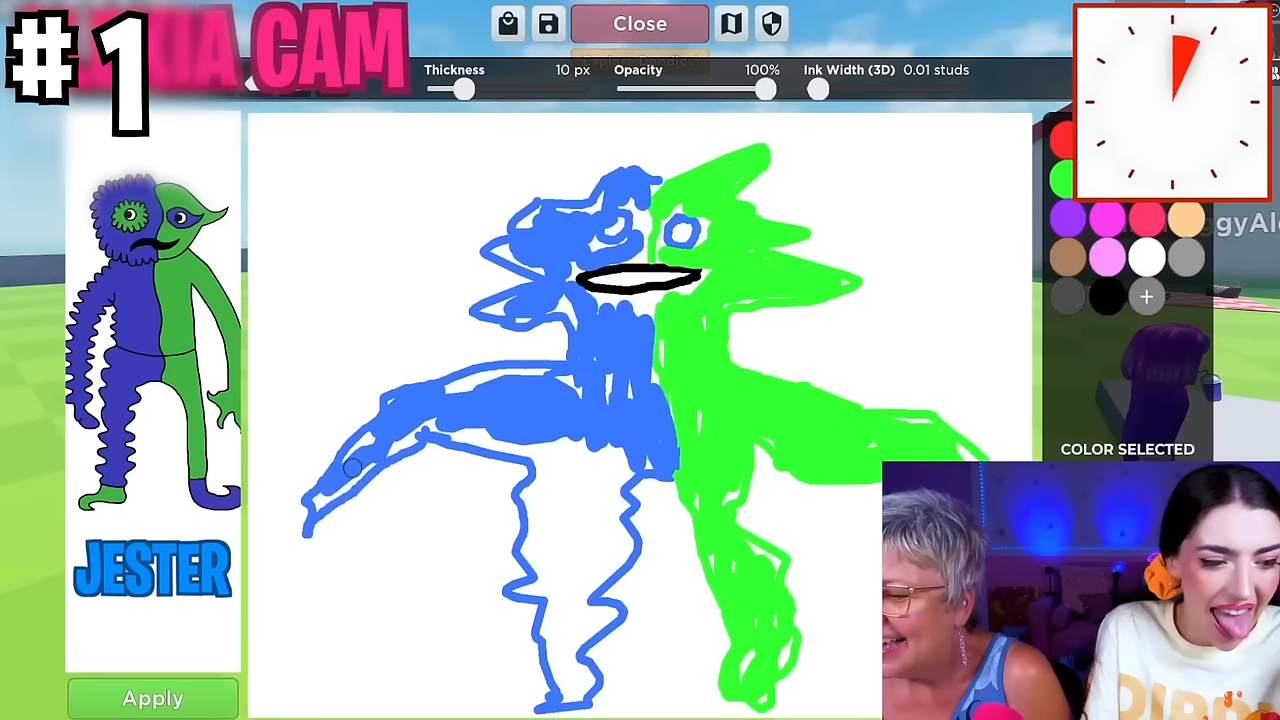 #1
CAM
Close
Thickness 10 px Opacity 100% Ink Width (3D) 0.01 studs
JESTER
COLOR SELECTED
Apply